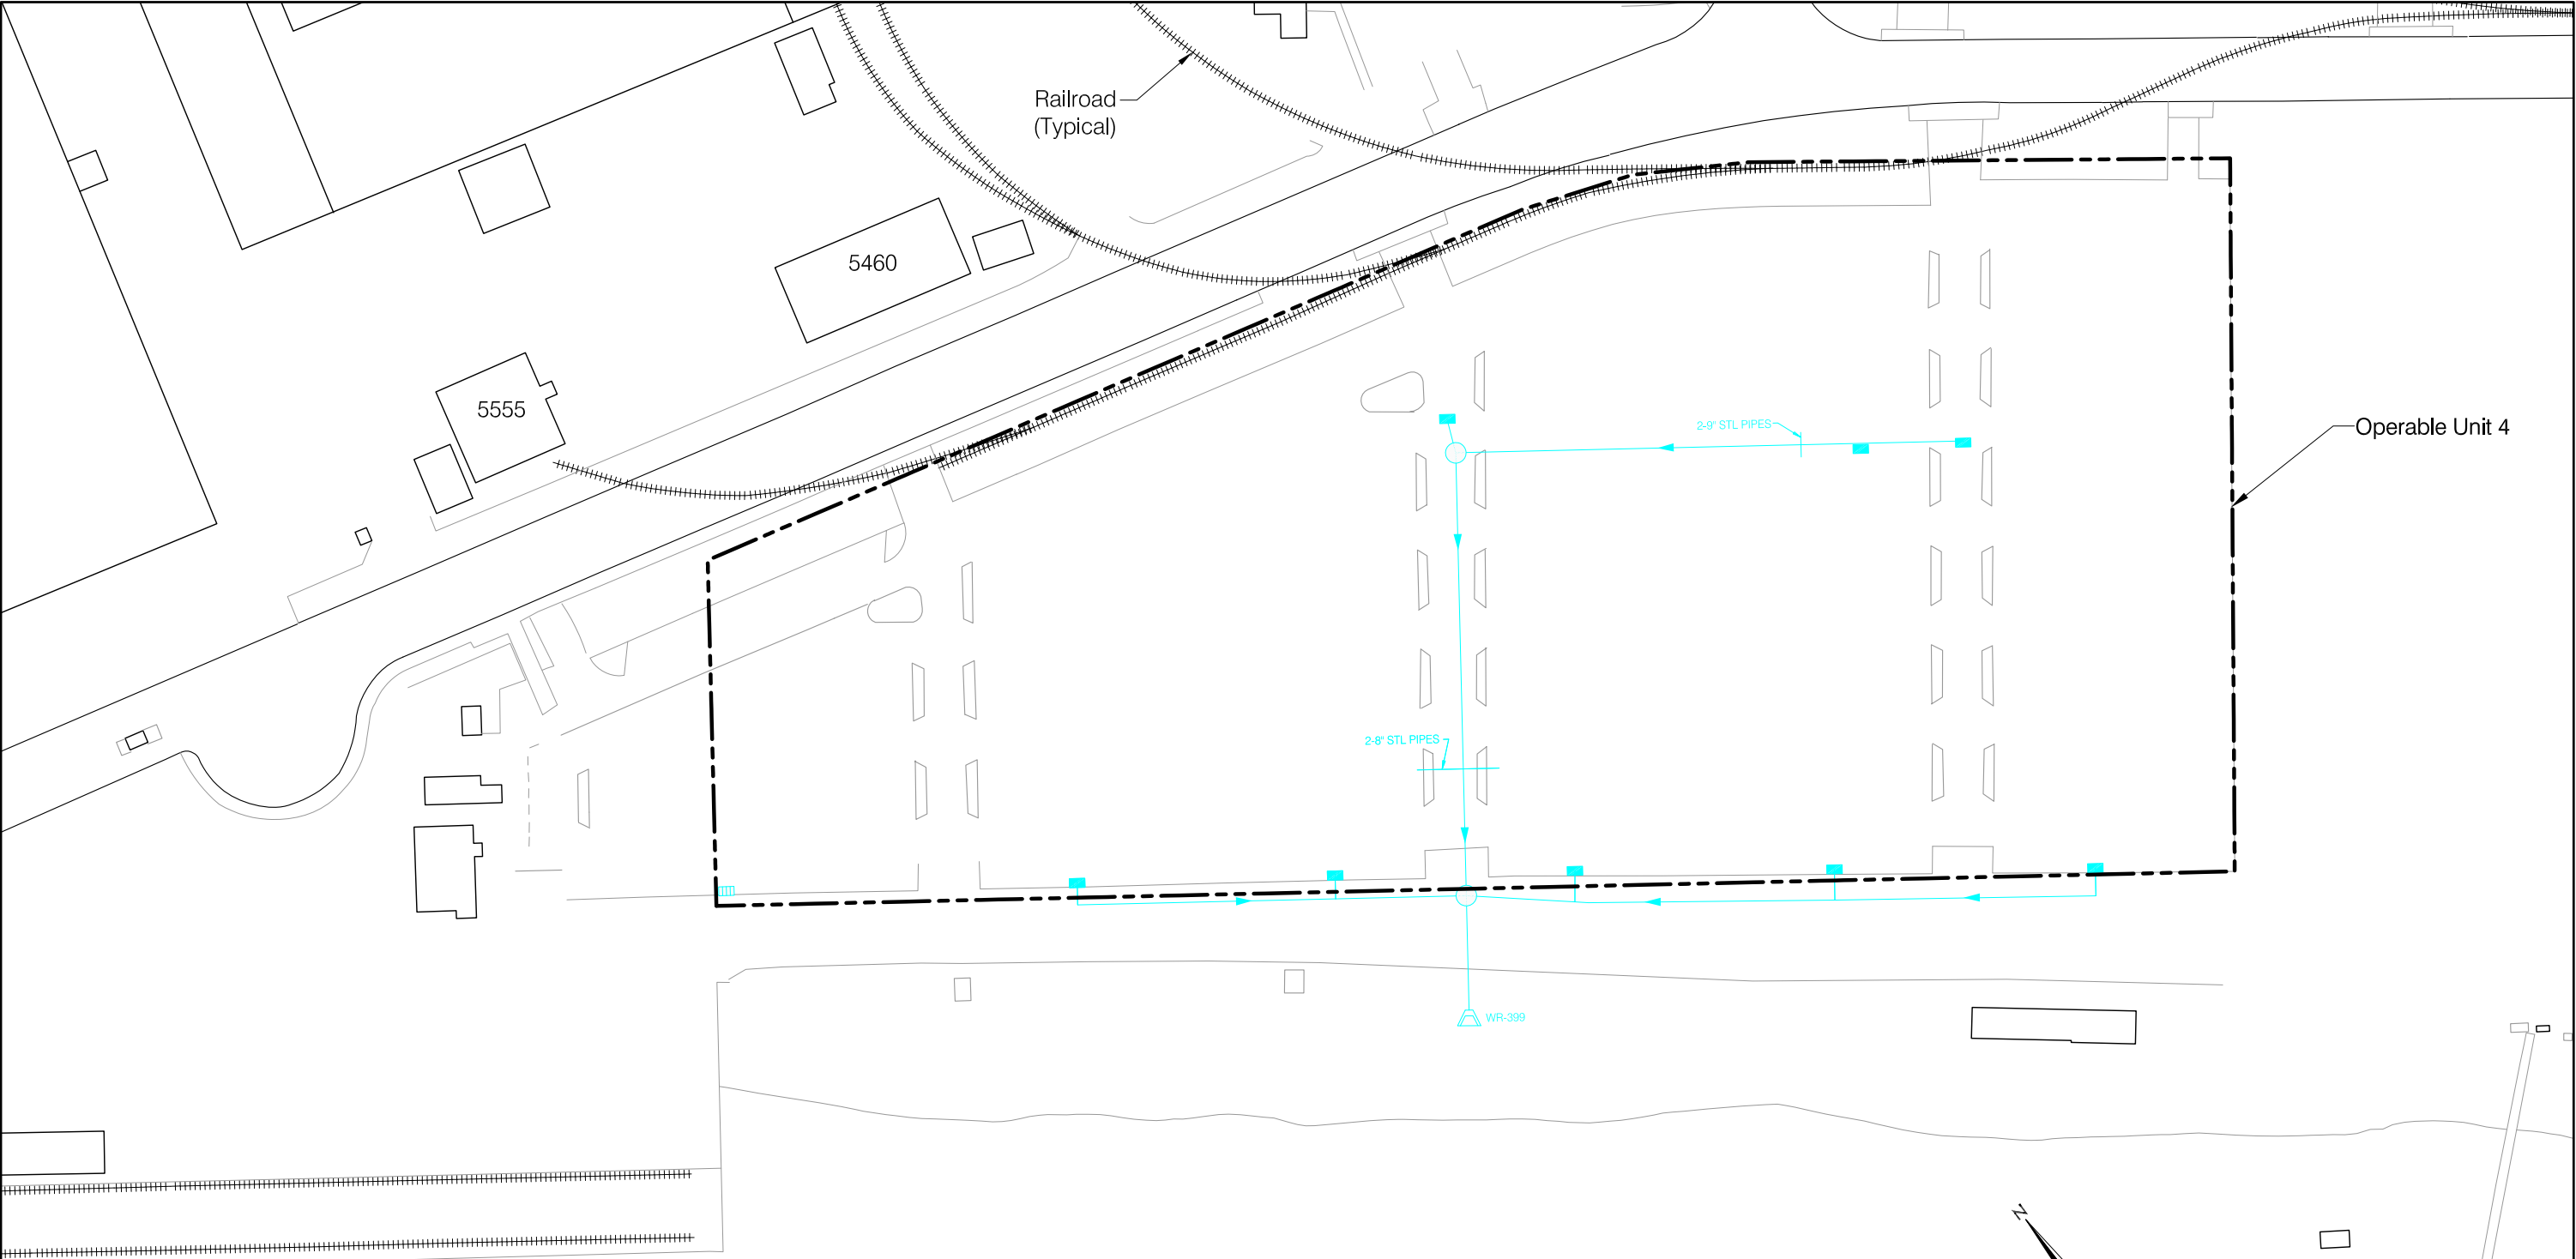 Railroad
(Typical)
5460
5555
2-9" STL PIPES
Operable Unit 4
2-8" STL PIPES
WR-399
N